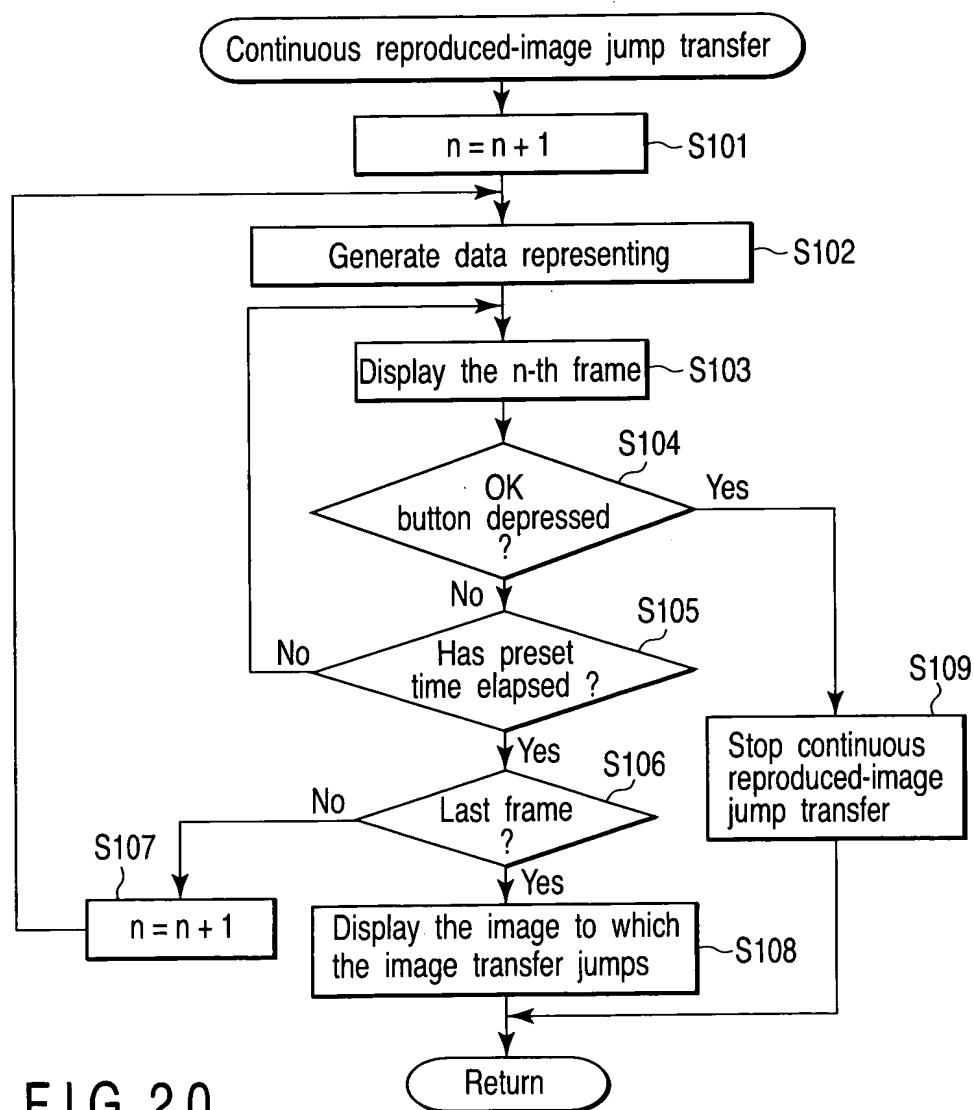 Continuous reproduced-image jump transfer
n = n + 1
S101
Generate data representing
S102
Display the n-th frame
S103
S104
OK
button depressed
?
Yes
No
S105
Has preset
time elapsed ?
No
Yes
S109
Stop continuous
reproduced-image
jump transfer
S106
Last frame
?
No
Yes
S107
n = n + 1
Display the image to which
the image transfer jumps
S108
Return
FIG. 20